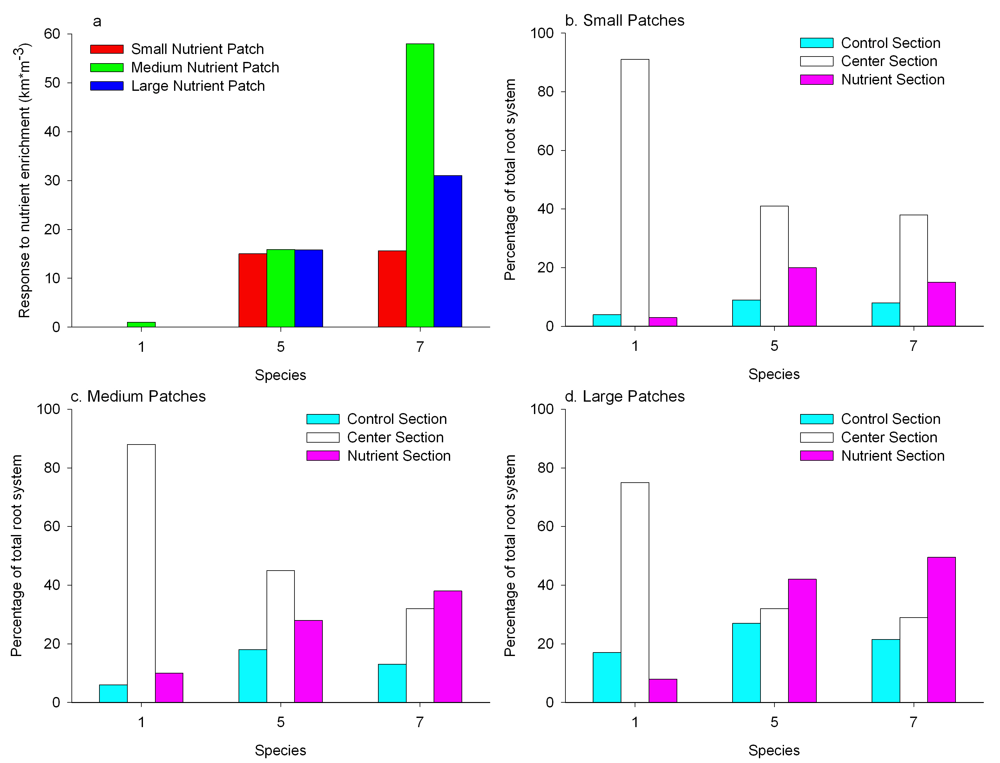 a
Response to nutrient enrichment (km*m-3)
60
50
40
30
20
10
0
Small Nutrient Patch
Medium Nutrient Patch
Large Nutrient Patch
1 5 7
Species
b. Small Patches
Percentage of total root system
100
80
60
40
20
0
Control Section
Center Section
Nutrient Section
1 5 7
Species
c. Medium Patches
Percentage of total root system
100
80
60
40
20
0
Control Section
Center Section
Nutrient Section
1 5 7
Species
d. Large Patches
Percentage of total root system
100
80
60
40
20
0
Control Section
Center Section
Nutrient Section
1 5 7
Species